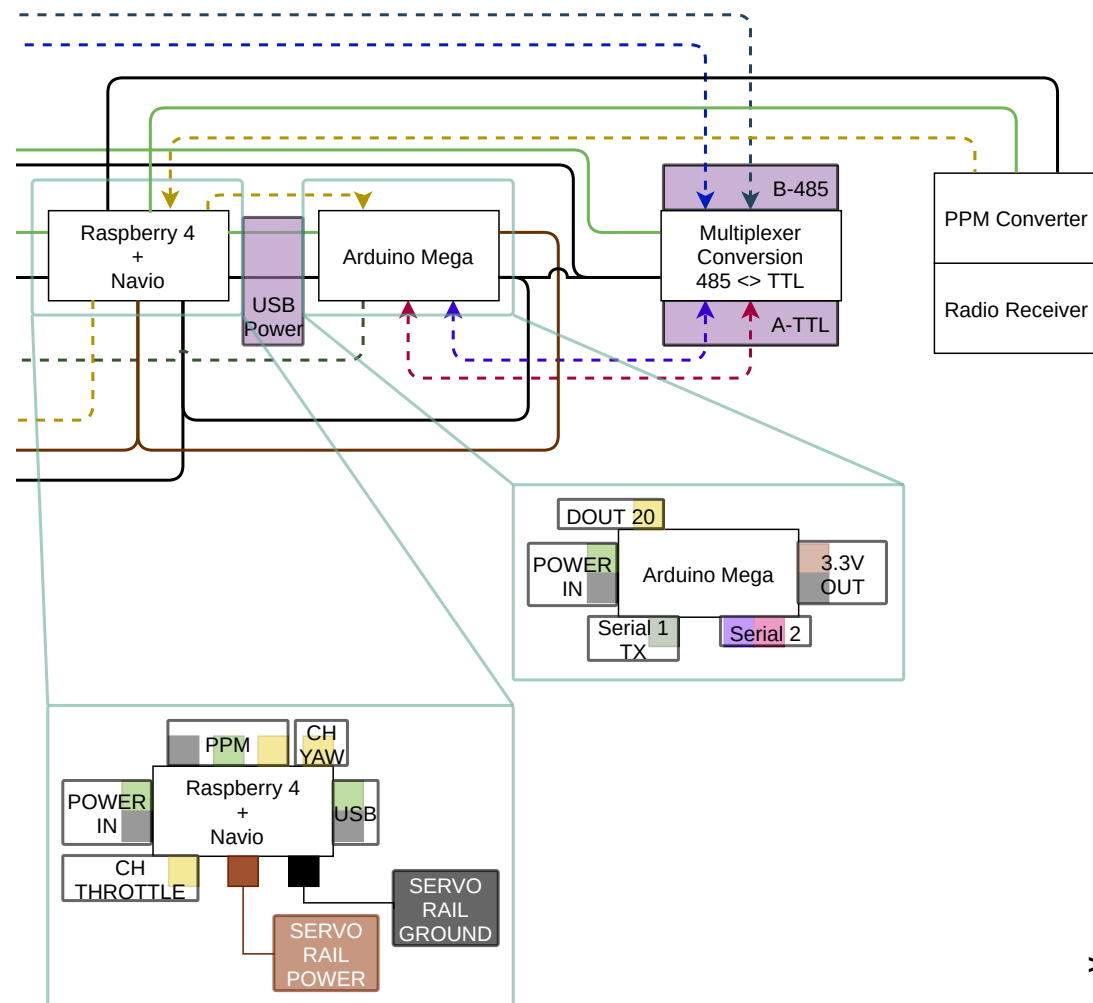 B-485
Raspberry 4
+
Navio
Arduino Mega
Multiplexer
Conversion
485 <> TTL
PPM Converter
Radio Receiver
USB
Power
A-TTL
DOUT 20
POWER
IN
Arduino Mega
3.3V
OUT
Serial 1
TX
Serial 2
PPM
CH
YAW
Raspberry 4
+
Navio
POWER
IN
USB
CH
THROTTLE
SERVO
RAIL
GROUND
SERVO
RAIL
POWER